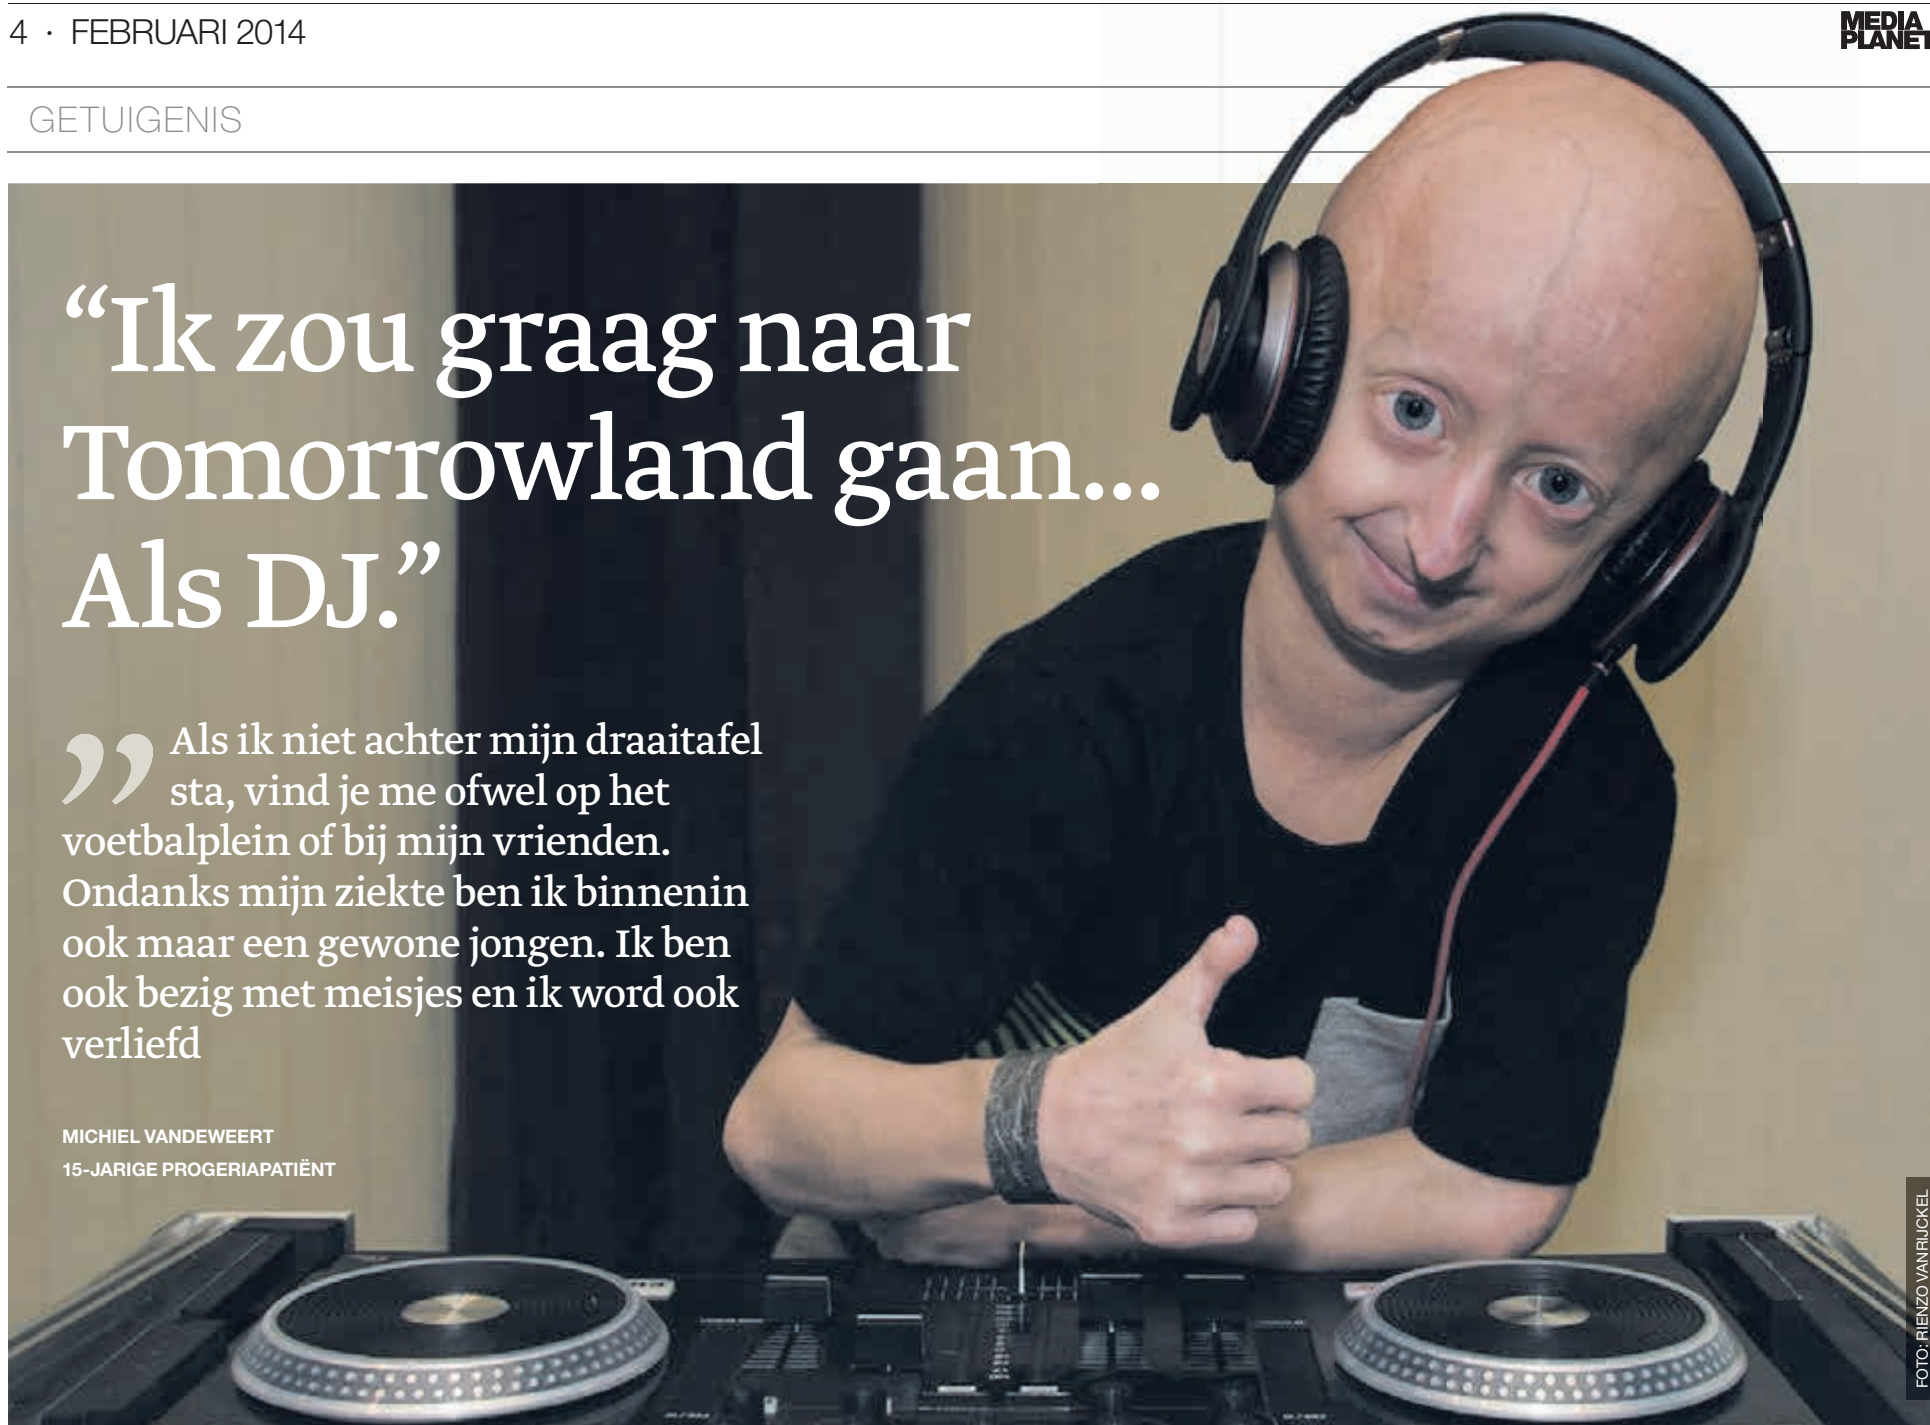 4 · FEBRUARI 2014
MEDIA
PLANET
GETUIGENIS
“Ik zou graag naar
Tomorrowland gaan...
Als DJ.”
” Als ik niet achter mijn draaitafel
sta, vind je me ofwel op het
voetbalplein of bij mijn vrienden.
Ondanks mijn ziekte ben ik binnenin
ook maar een gewone jongen. Ik ben
ook bezig met meisjes en ik word ook
verliefd
MICHIEL VANDEWEERT
15-JARIGE PROGERIAPATIËNT
FOTO: RIENZO VANRIJCKEL